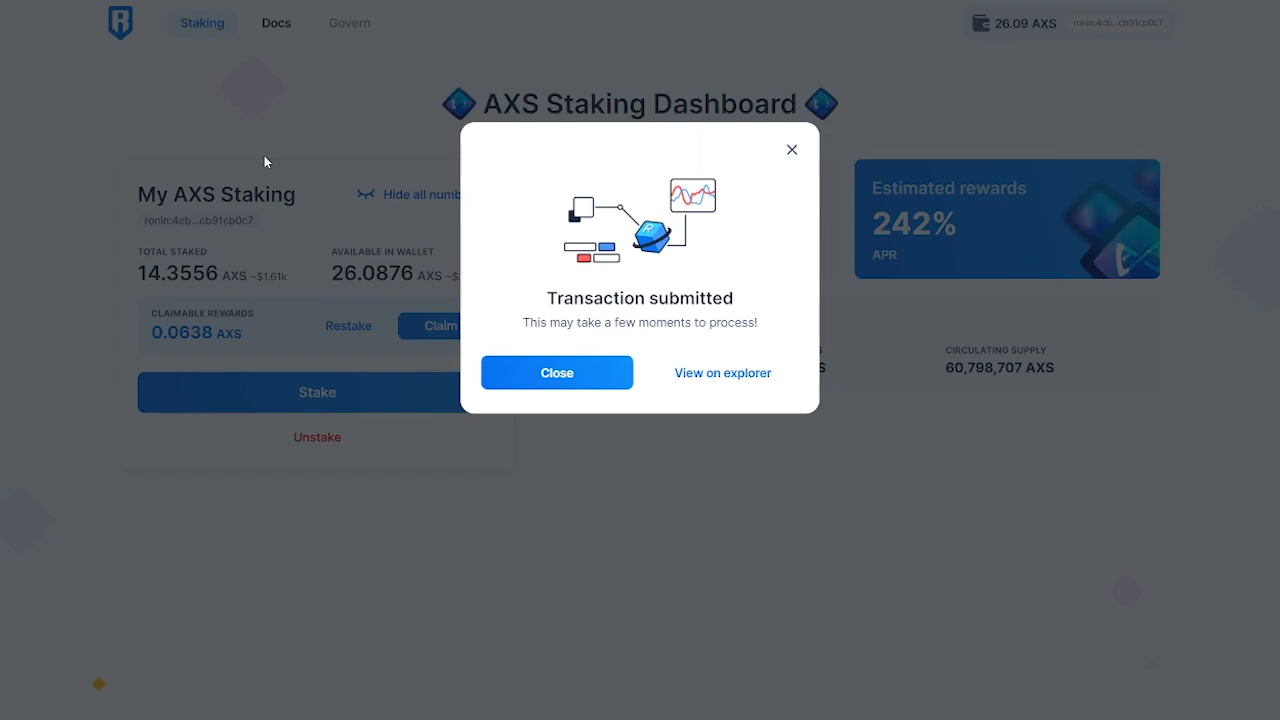 Staking
Docs
Govern
26.09 AXS
ronin:4cb...cb91cb0c7
AXS Staking Dashboard
My AXS Staking
Hide all numb
ronin:4cb...cb91cb0c7
TOTAL STAKED
14.3556 AXS ~$1.61k
AVAILABLE IN WALLET
26.0876 AXS ~$
CLAIMABLE REWARDS
0.0638 AXS
Restake
Claim
Stake
Unstake
Transaction submitted
This may take a few moments to process!
Close
View on explorer
Estimated rewards
242%
APR
CIRCULATING SUPPLY
60,798,707 AXS